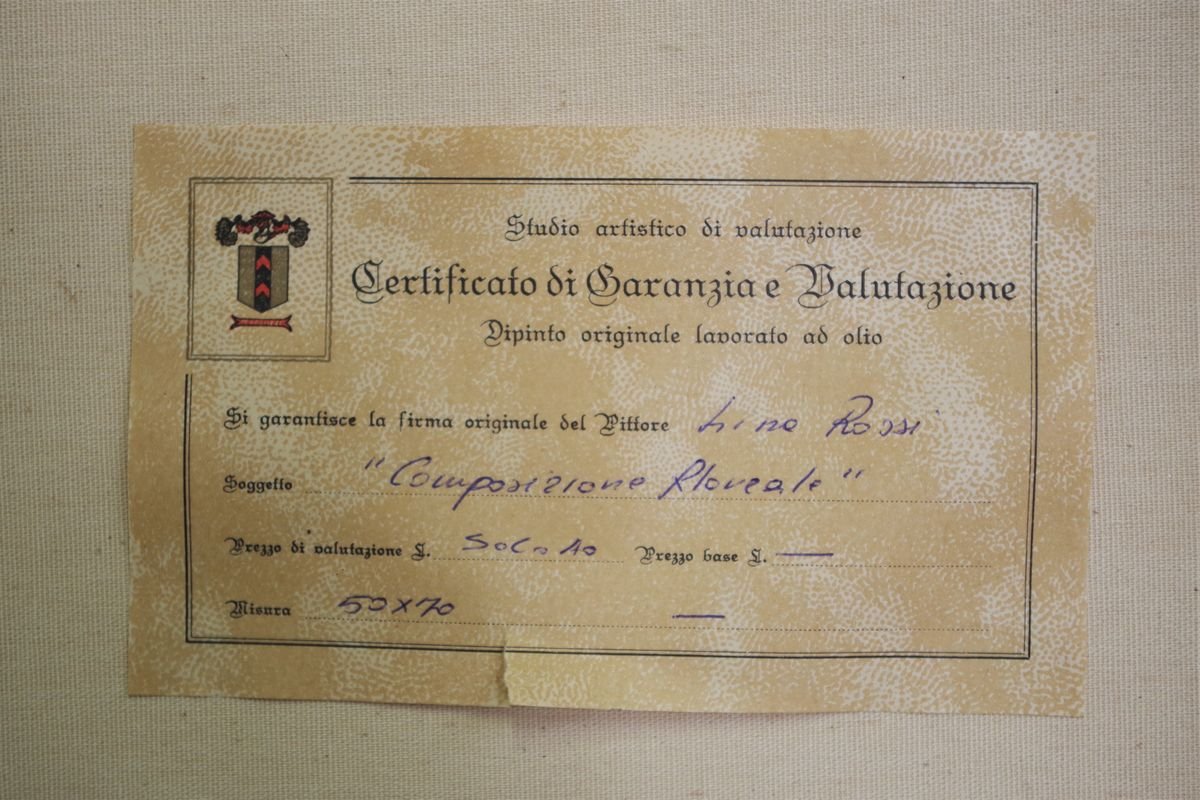 Studio artistico di valutazione
Certificato di Garanzia e Valutazione
Dipinto originale lavorato ad olio
Si garantisce la firma originale del Pittore Lina Rossi
Soggetto "Composizione floreale"
Prezzo di valutazione £. Prezzo base £. —
Misura 50x70 —